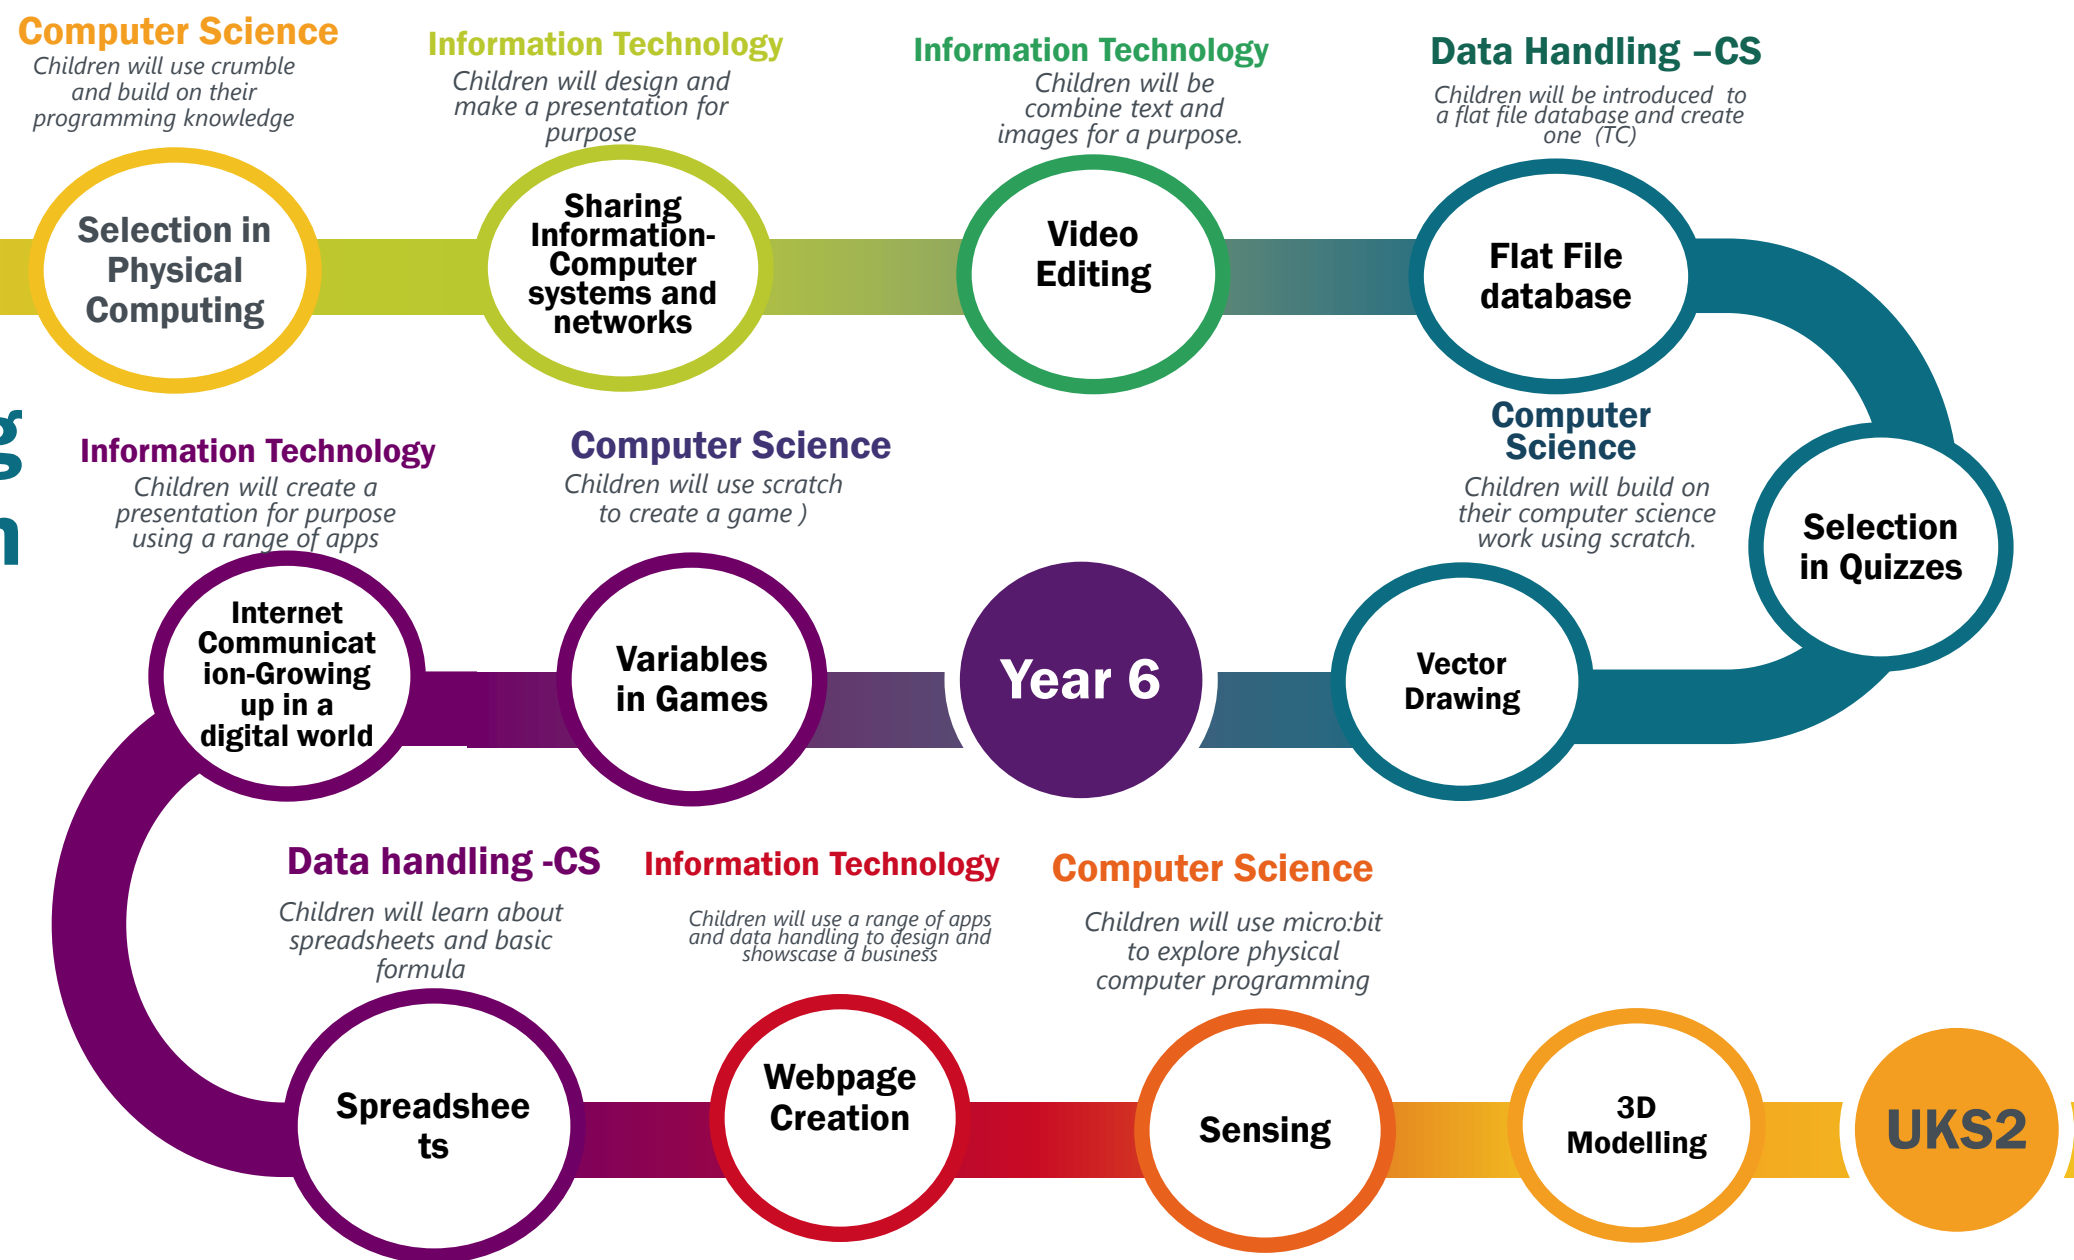 Computer Science
Children will use crumble
and build on their
programming knowledge
Selection in
Physical
Computing
Information Technology
Children will design and
make a presentation for
purpose
Sharing
Information-
Computer
systems and
networks
Information Technology
Children will be
combine text and
images for a purpose.
Video
Editing
Data Handling –CS
Children will be introduced to
a flat file database and create
one (TC)
Flat File
database
g
n
Information Technology
Children will create a
presentation for purpose
using a range of apps
Internet
Communicat
ion-Growing
up in a
digital world
Computer Science
Children will use scratch
to create a game )
Variables
in Games
Year 6
Vector
Drawing
Computer
Science
Children will build on
their computer science
work using scratch.
Selection
in Quizzes
Data handling -CS
Children will learn about
spreadsheets and basic
formula
Spreadshee
ts
Information Technology
Children will use a range of apps
and data handling to design and
showscase a business
Webpage
Creation
Computer Science
Children will use micro:bit
to explore physical
computer programming
Sensing
3D
Modelling
UKS2